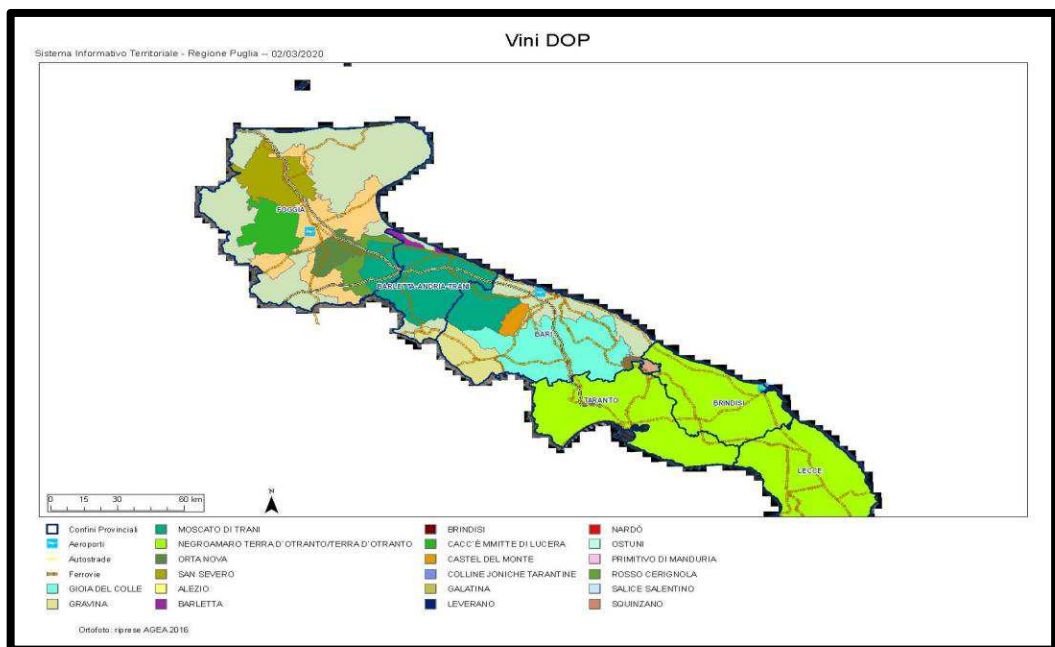 Vini DOP
Sistema Informativo Territoriale - Regione Puglia -- 02/03/2020
FOGGIA
BARLETTA-ANDRIA-TRANI
BARI
TARANTO
BRINDISI
LECCE
0 15 30 60 km
N
Confini Provinciali
Aeroporti
Autostrade
Ferrovie
GIOIA DEL COLLE
GRAVINA
MOSCATO DI TRANI
NEGROAMARO TERRA D'OTRANTO/TERRA D'OTRANTO
ORTA NOVA
SAN SEVERO
ALEZIO
BARLETTA
BRINDISI
CACC'È MMITTE DI LUCERA
CASTEL DEL MONTE
COLLINE JONICHE TARANTINE
GALATINA
LEVERANO
NARDÒ
OSTUNI
PRIMITIVO DI MANDURIA
ROSSO CERIGNOLA
SALICE SALENTINO
SQUINZANO
Ortofoto: riprese AGEA 2016